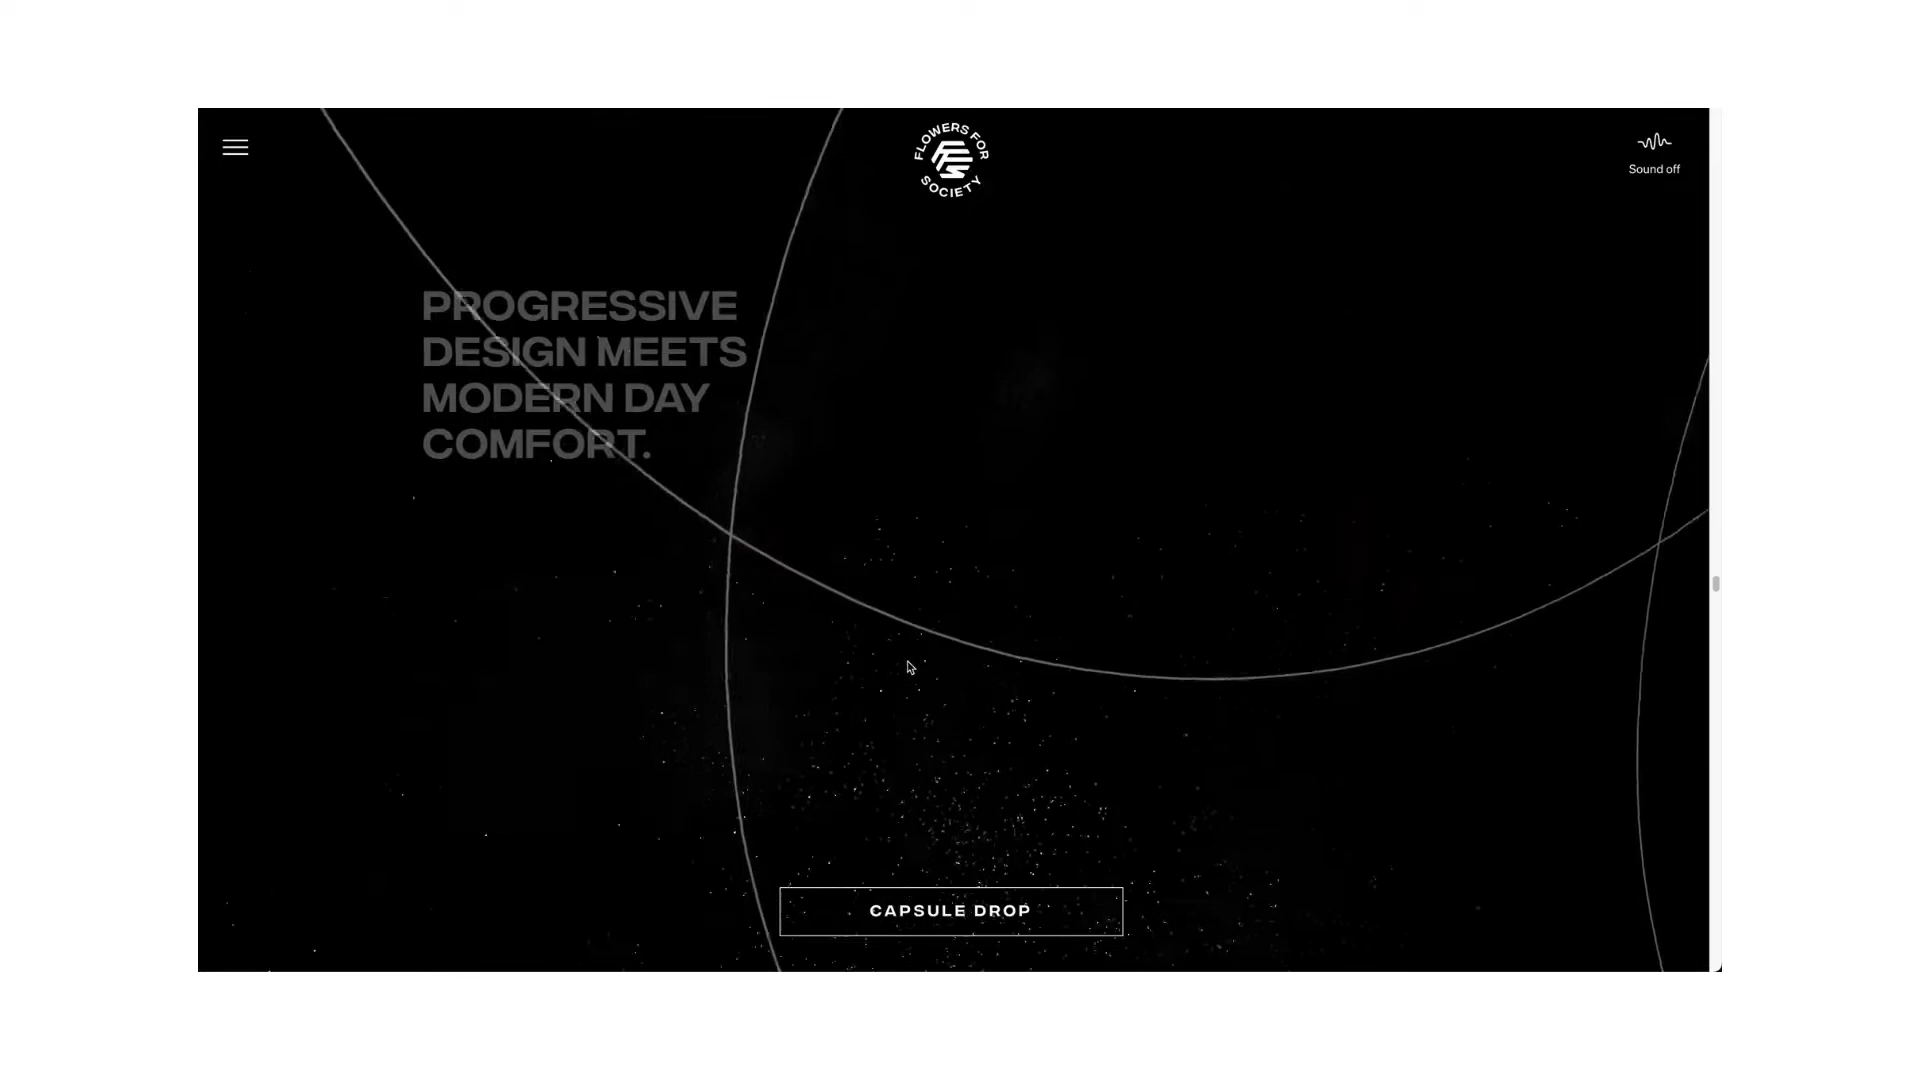 FLOWERS FOR
SOCIETY
Sound off
PROGRESSIVE
DESIGN MEETS
MODERN DAY
COMFORT.
CAPSULE DROP